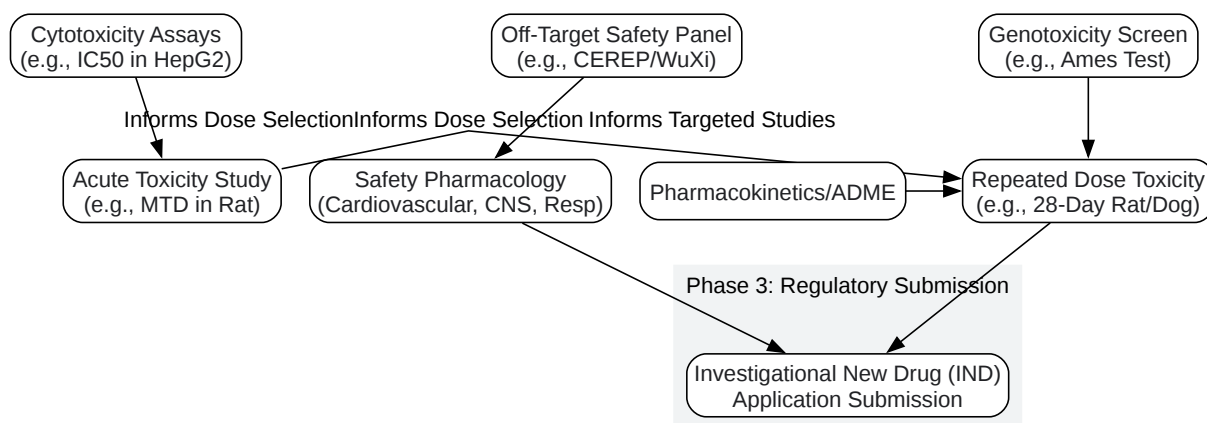 Cytotoxicity Assays
(e.g., IC50 in HepG2)
Off-Target Safety Panel
(e.g., CEREP/WuXi)
Genotoxicity Screen
(e.g., Ames Test)
Informs Dose Selection
Informs Dose Selection
Informs Targeted Studies
Acute Toxicity Study
(e.g., MTD in Rat)
Safety Pharmacology
(Cardiovascular, CNS, Resp)
Pharmacokinetics/ADME
Repeated Dose Toxicity
(e.g., 28-Day Rat/Dog)
Phase 3: Regulatory Submission
Investigational New Drug (IND)
Application Submission